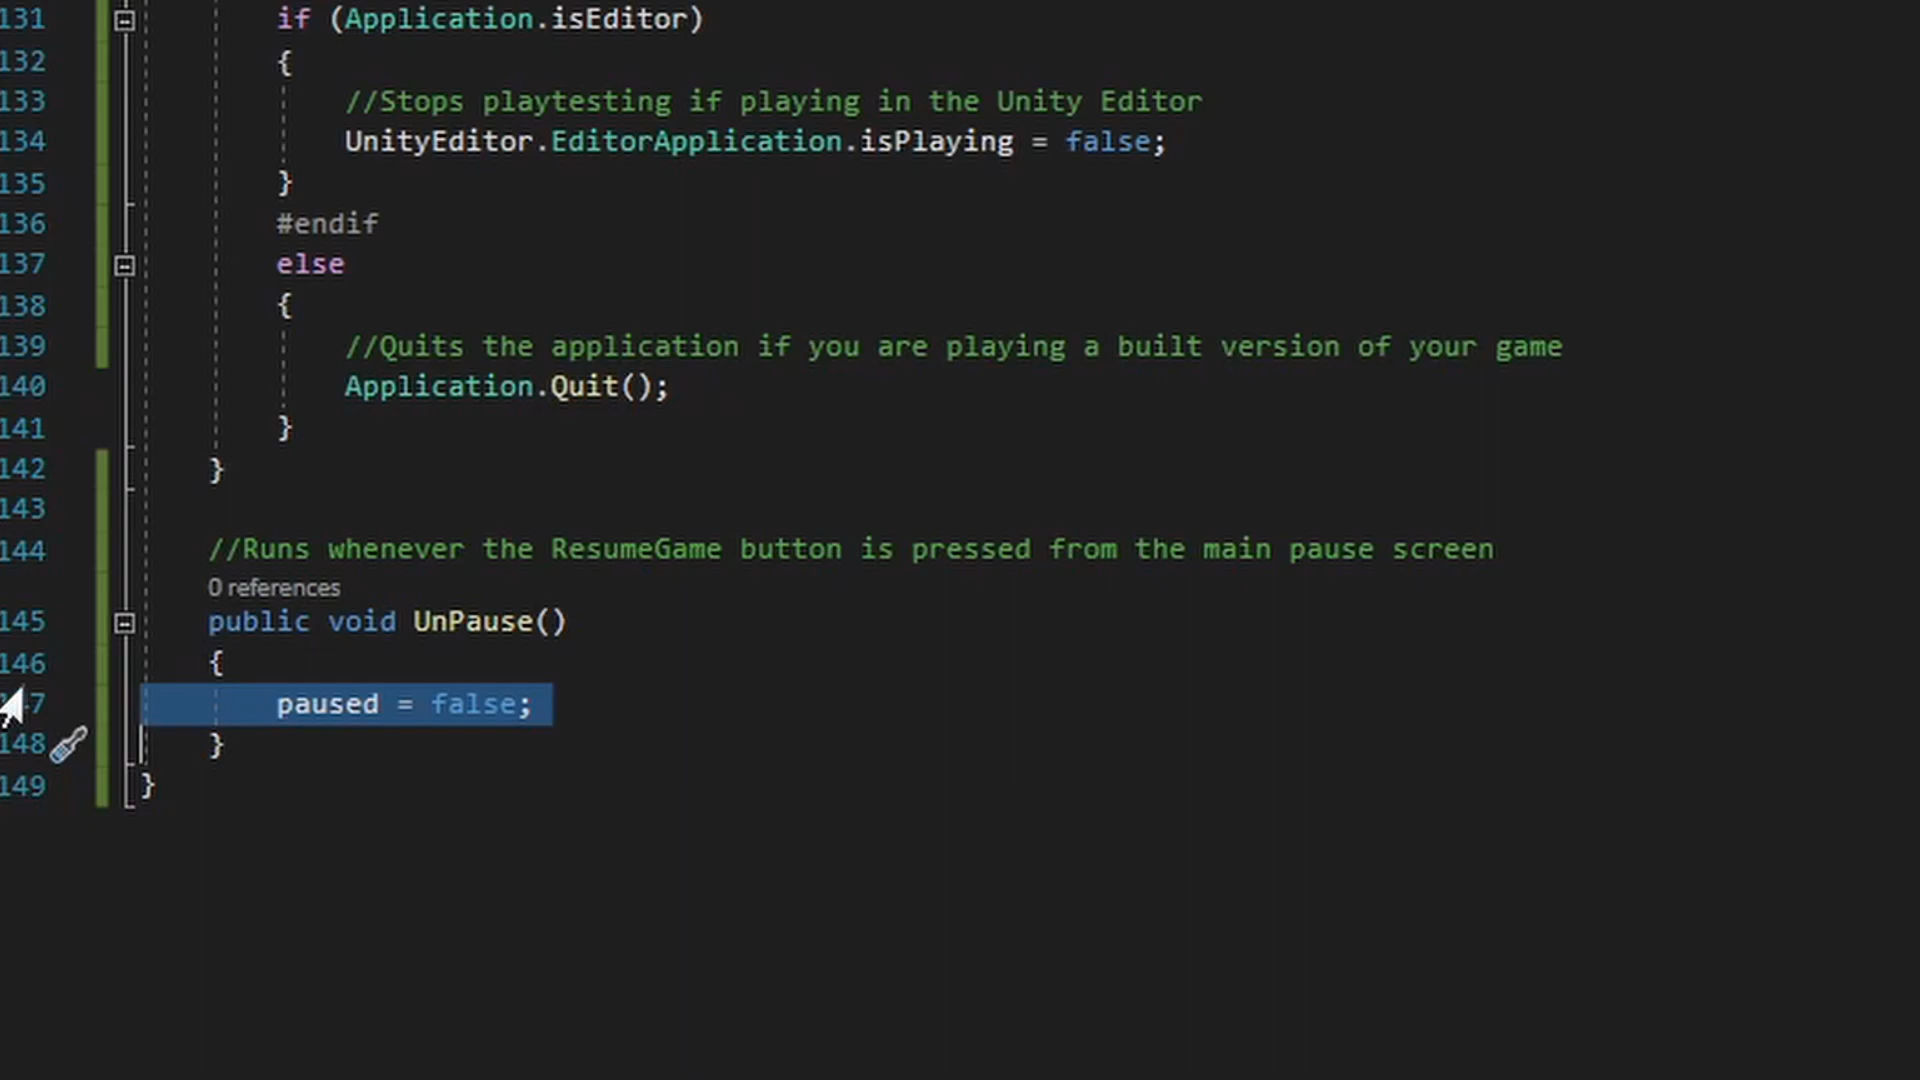 131 if (Application.isEditor)
132 {
133 //Stops playtesting if playing in the Unity Editor
134 UnityEditor.EditorApplication.isPlaying = false;
135 }
136 #endif
137 else
138 {
139 //Quits the application if you are playing a built version of your game
140 Application.Quit();
141 }
142 }
143
144 //Runs whenever the ResumeGame button is pressed from the main pause screen
0 references
145 public void UnPause()
146 {
paused = false;
148 }
149 }